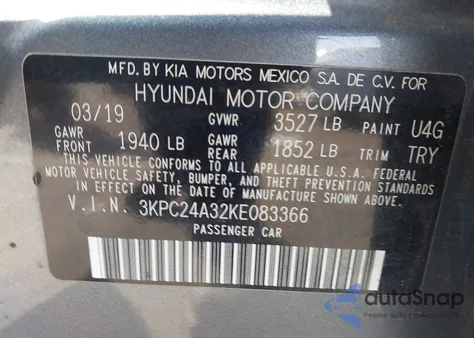 MFD. BY KIA MOTORS MEXICO S.A. DE C.V. FOR
HYUNDAI MOTOR COMPANY
03/19 GVWR 3527 LB PAINT U4G
GAWR FRONT 1940 LB GAWR REAR 1852 LB TRIM TRY
THIS VEHICLE CONFORMS TO ALL APPLICABLE U.S.A. FEDERAL
MOTOR VEHICLE SAFETY, BUMPER, AND THEFT PREVENTION STANDARDS
IN EFFECT ON THE DATE OF MANUFACTURE SHOWN ABOVE.
V.I.N. 3KPC24A32KE083366
PASSENGER CAR
autoSnap